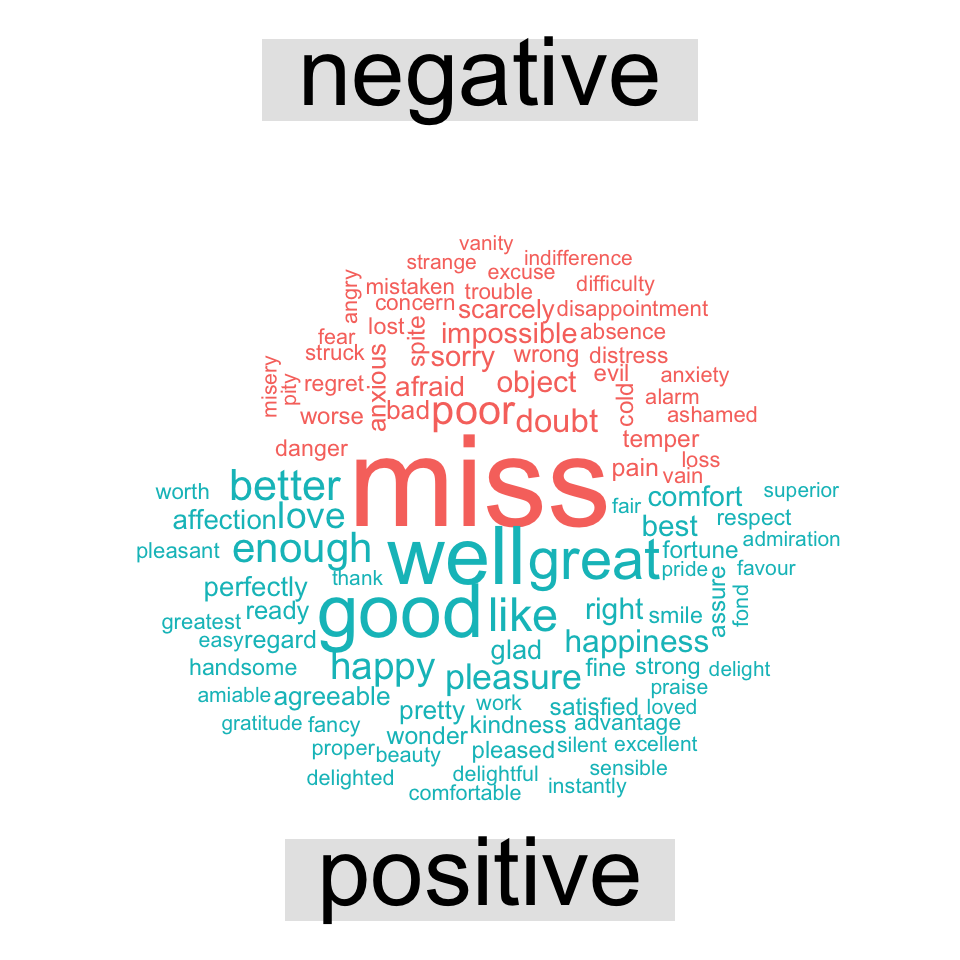 negative
vanity
strange
indifference
excuse
angry
mistaken
trouble
difficulty
concern
scarcely
disappointment
lost
spite
impossible
absence
fear
struck
anxious
sorry
wrong
distress
misery
pity
regret
afraid
object
evil
cold
anxiety
alarm
worse
bad
poor
doubt
ashamed
danger
temper
miss
pain
loss
vain
worth
better
fair
comfort
superior
affection
love
best
respect
pleasant
enough
well
great
fortune
admiration
perfectly
thank
pride
favour
assure
fond
greatest
ready
good
like
right
smile
easy
regard
glad
happiness
handsome
happy
pleasure
fine
strong
delight
amiable
agreeable
praise
gratitude
fancy
pretty
work
satisfied
loved
wonder
kindness
advantage
proper
beauty
pleased
silent
excellent
delighted
delightful
sensible
comfortable
instantly
positive